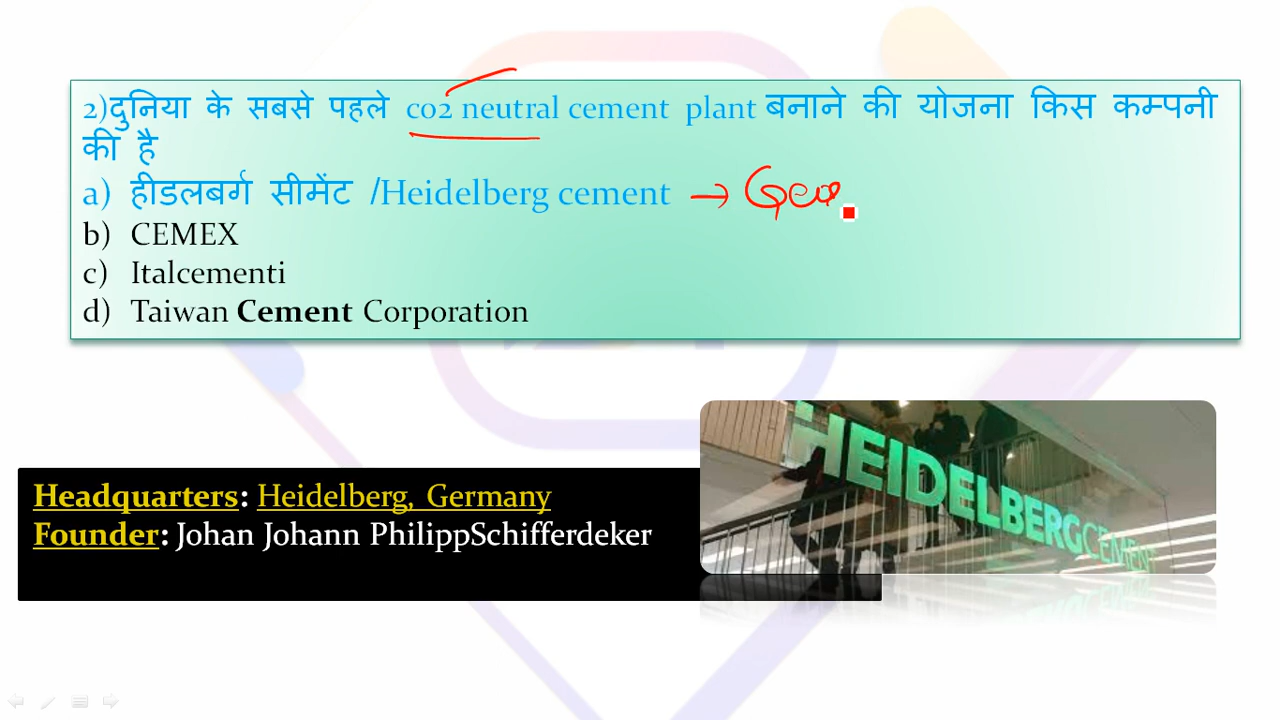 2)दुनिया के सबसे पहले co2 neutral cement plant बनाने की योजना किस कम्पनी
की है
a) हीडलबर्ग सीमेंट /Heidelberg cement →
b) CEMEX
c) Italcementi
d) Taiwan Cement Corporation
HEIDELBERGCEMENT
Headquarters: Heidelberg, Germany
Founder: Johan Johann PhilippSchifferdeker